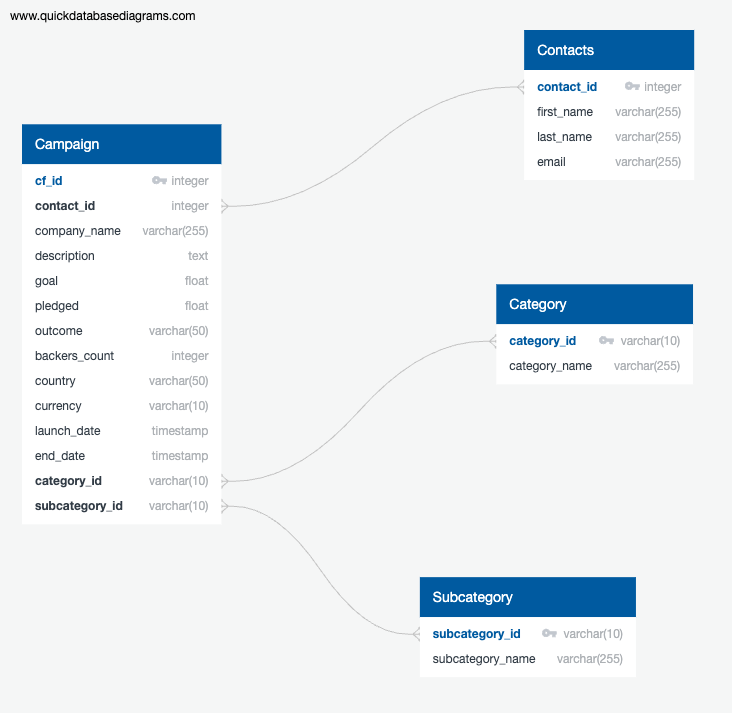 www.quickdatabasediagrams.com
Contacts
contact_id integer
first_name varchar(255)
last_name varchar(255)
email varchar(255)
Campaign
cf_id integer
contact_id integer
company_name varchar(255)
description text
goal float
pledged float
outcome varchar(50)
backers_count integer
country varchar(50)
currency varchar(10)
launch_date timestamp
end_date timestamp
category_id varchar(10)
subcategory_id varchar(10)
Category
category_id varchar(10)
category_name varchar(255)
Subcategory
subcategory_id varchar(10)
subcategory_name varchar(255)